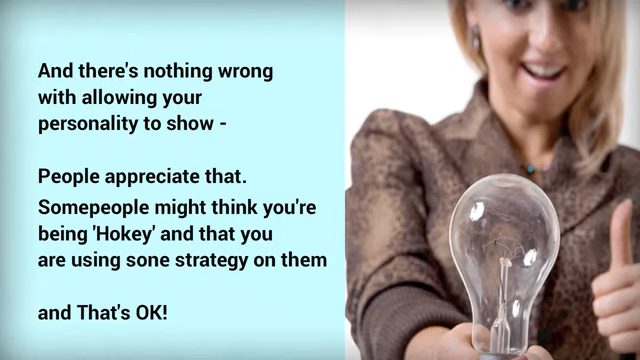 And there's nothing wrong
with allowing your
personality to show -
People appreciate that.
Somepeople might think you're
being 'Hokey' and that you
are using sone strategy on them
and That's OK!